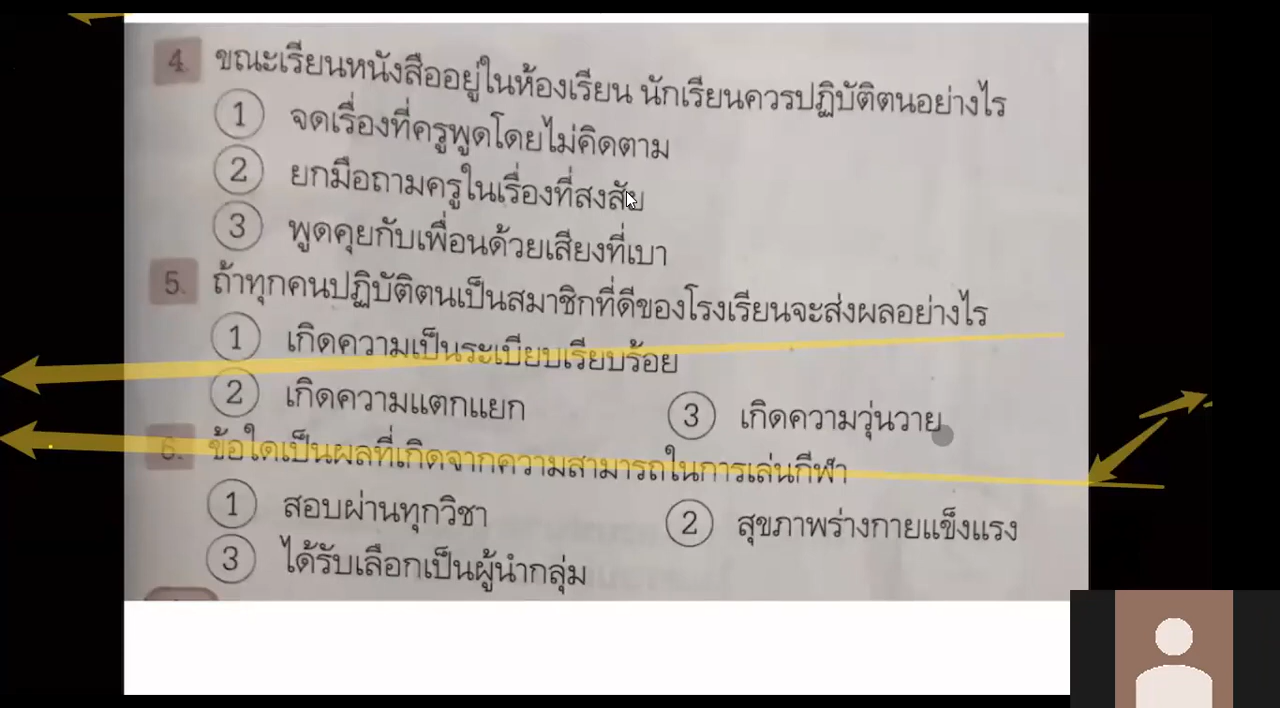 4. ขณะเรียนหนังสืออยู่ในห้องเรียน นักเรียนควรปฏิบัติตนอย่างไร
1 จดเรื่องที่ครูพูดโดยไม่คิดตาม
2 ยกมือถามครูในเรื่องที่สงสัย
3 พูดคุยกับเพื่อนด้วยเสียงที่เบา
5. ถ้าทุกคนปฏิบัติตนเป็นสมาชิกที่ดีของโรงเรียนจะส่งผลอย่างไร
1 เกิดความเป็นระเบียบเรียบร้อย
2 เกิดความแตกแยก 3 เกิดความวุ่นวาย
6. ข้อใดเป็นผลที่เกิดจากความสามารถในการเล่นกีฬา
1 สอบผ่านทุกวิชา 2 สุขภาพร่างกายแข็งแรง
3 ได้รับเลือกเป็นผู้นำกลุ่ม